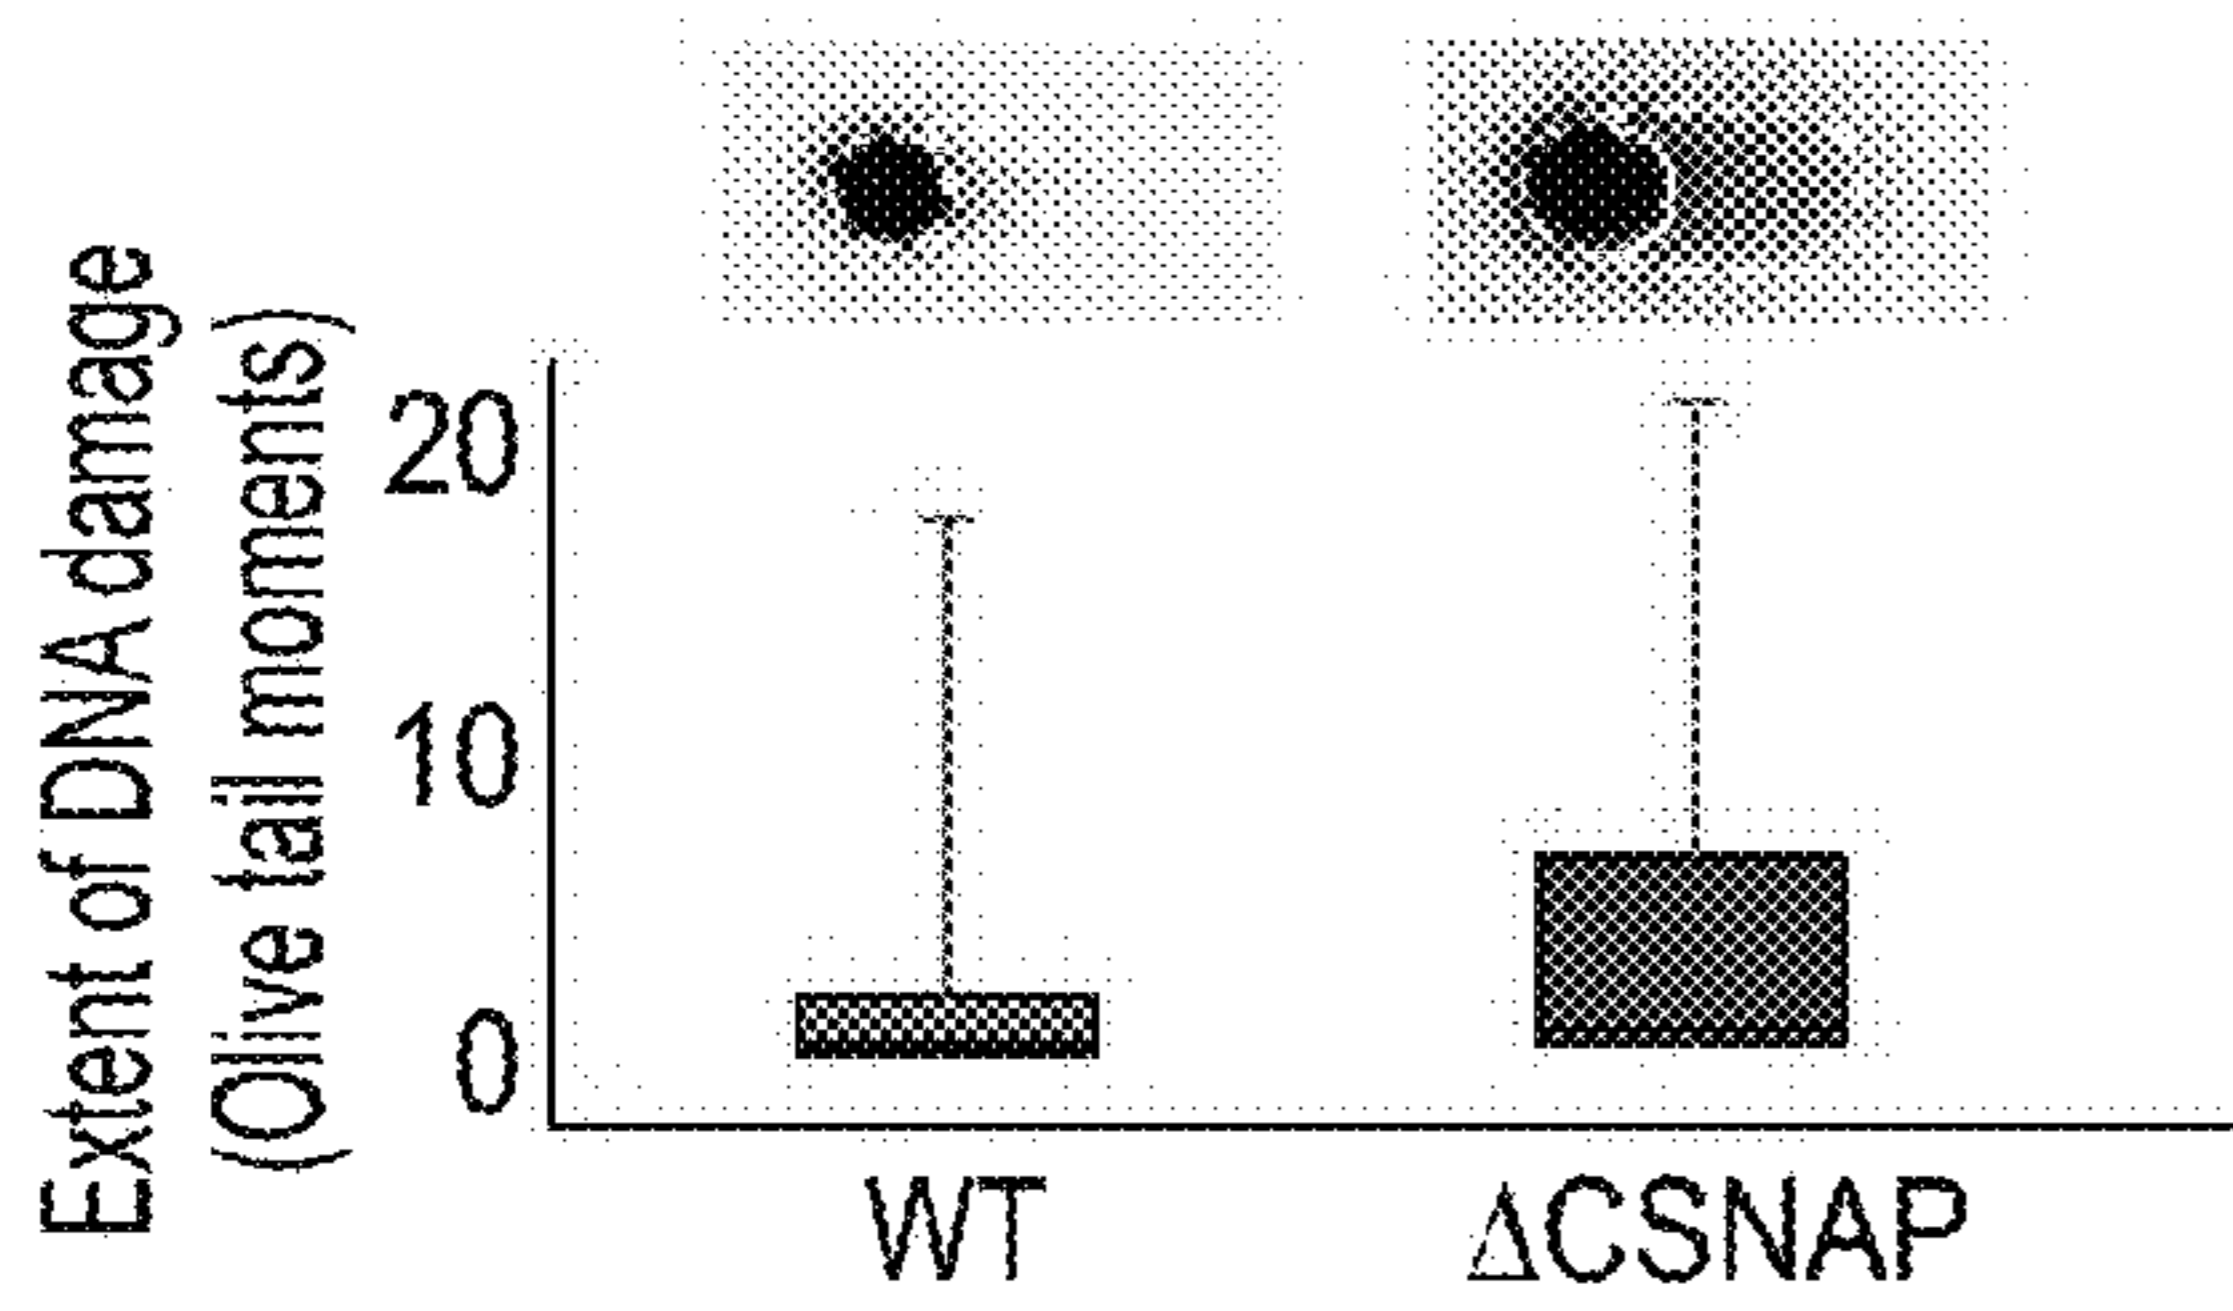 Extent of DNA damage
(Olive tail moments)
20
10
0
WT
ΔCSNAP